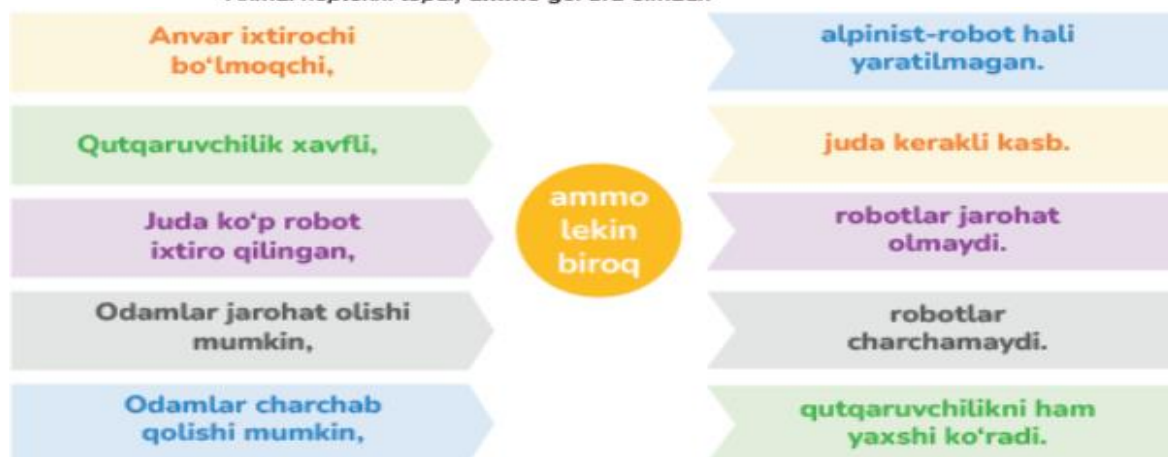 Anvar ixtirochi
bo‘lmoqchi,
Qutqaruvchilik xavfli,
Juda ko‘p robot
ixtiro qilingan,
Odamlar jarohat olishi
mumkin,
Odamlar charchab
qolishi mumkin,
ammo
lekin
biroq
alpinist-robot hali
yaratilmagan.
juda kerakli kasb.
robotlar jarohat
olmaydi.
robotlar
charchamaydi.
qutqaruvchilikni ham
yaxshi ko‘radi.